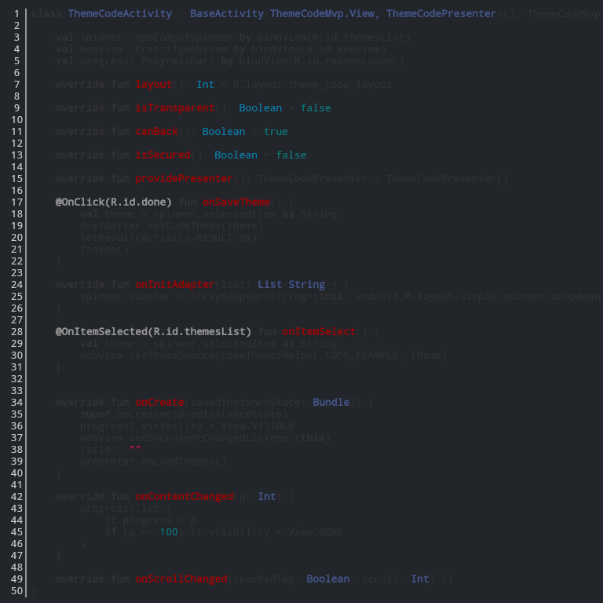 1 class ThemeCodeActivity : BaseActivity<ThemeCodeMvp.View, ThemeCodePresenter>(), ThemeCodeMvp
2
3 val spinner: AppCompatSpinner by bindView(R.id.themesList)
4 val webView: PrettifyWebView by bindView(R.id.webView)
5 val progress: ProgressBar? by bindView(R.id.readmeLoader)
6
7 override fun layout(): Int = R.layout.theme_code_layout
8
9 override fun isTransparent(): Boolean = false
10
11 override fun canBack(): Boolean = true
12
13 override fun isSecured(): Boolean = false
14
15 override fun providePresenter(): ThemeCodePresenter = ThemeCodePresenter()
16
17 @OnClick(R.id.done) fun onSaveTheme() {
18 val theme = spinner.selectedItem as String
19 PrefGetter.setCodeTheme(theme)
20 setResult(Activity.RESULT_OK)
21 finish()
22 }
23
24 override fun onInitAdapter(list: List<String>) {
25 spinner.adapter = ArrayAdapter<String>(this, android.R.layout.simple_spinner_dropdown
26 }
27
28 @OnItemSelected(R.id.themesList) fun onItemSelect() {
29 val theme = spinner.selectedItem as String
30 webView.setThemeSource(CodeThemesHelper.CODE_EXAMPLE, theme)
31 }
32
33
34 override fun onCreate(savedInstanceState: Bundle?) {
35 super.onCreate(savedInstanceState)
36 progress?.visibility = View.VISIBLE
37 webView.setOnContentChangedListener(this)
38 title = ""
39 presenter.onLoadThemes()
40 }
41
42 override fun onContentChanged(p: Int) {
43 progress?.let {
44 it.progress = p
45 if (p == 100) it.visibility = View.GONE
46 }
47 }
48
49 override fun onScrollChanged(reachedTop: Boolean, scroll: Int) {}
50 }